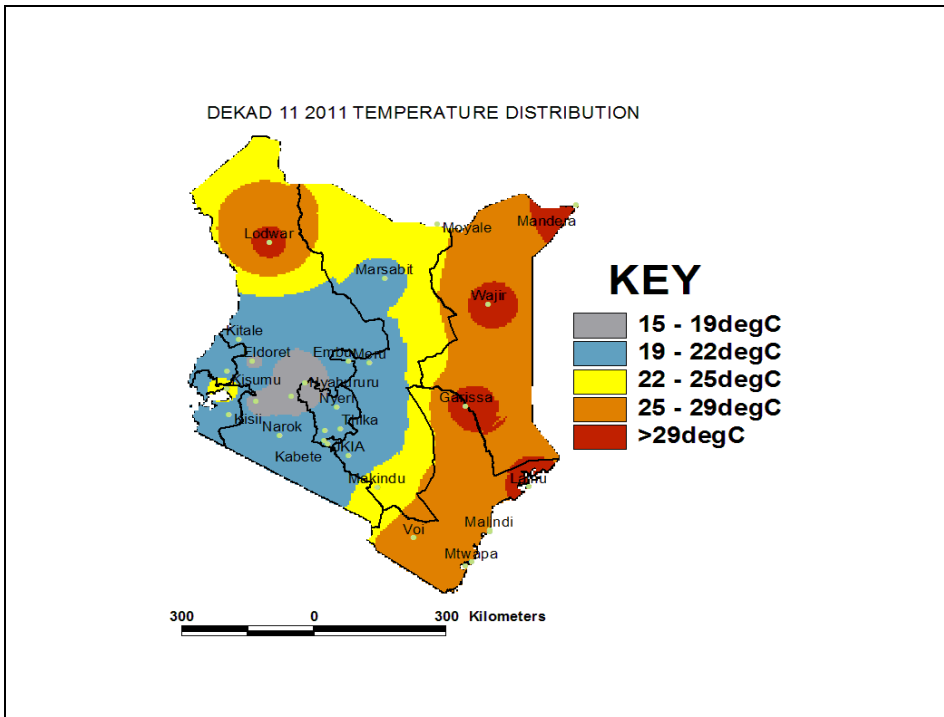 DEKAD 11 2011 TEMPERATURE DISTRIBUTION
Lodwar
Moyale
Mandera
Marsabit
Wajir
KEY
15 - 19degC
19 - 22degC
22 - 25degC
25 - 29degC
>29degC
Kitale
Eldoret
Embu
Meru
Kisumu
Nyahururu
Nyeri
Garissa
Kisii
Thika
Narok
Kabete
JKIA
Makindu
Lamu
Voi
Malindi
Mtwapa
300 0 300 Kilometers